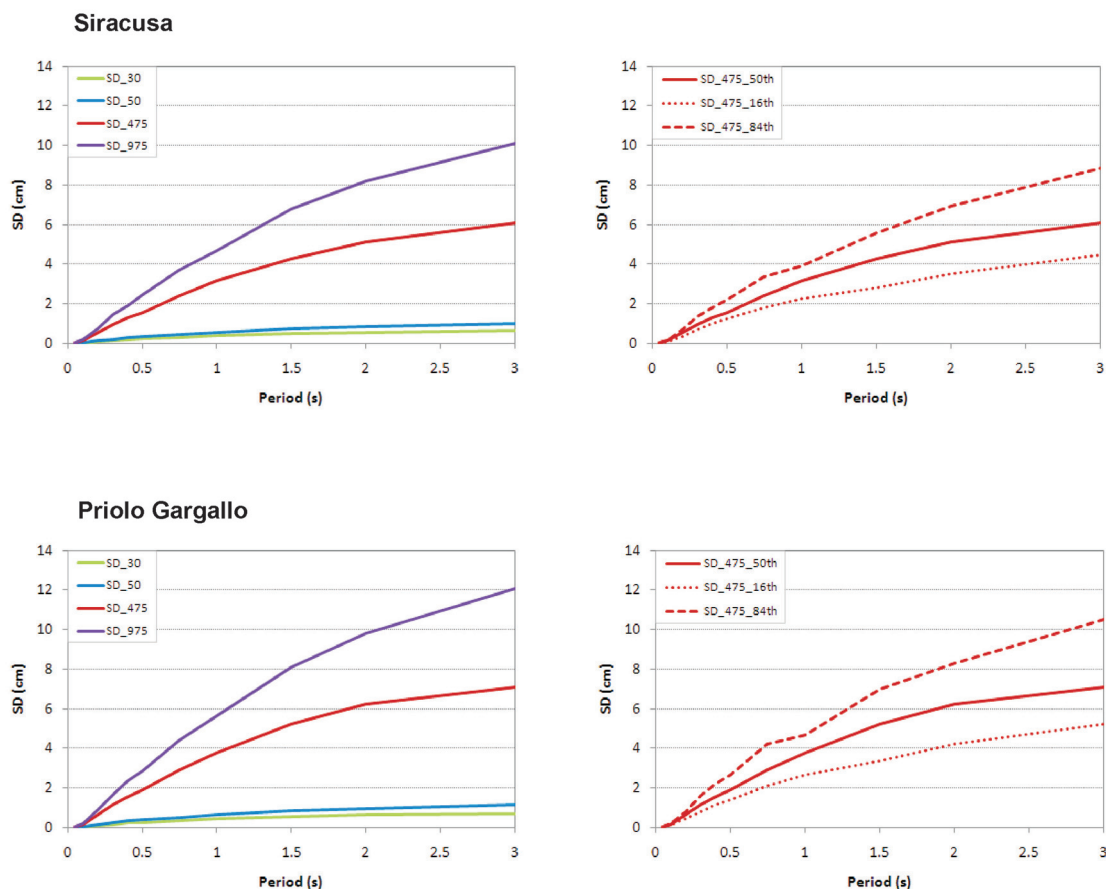 Siracusa
SD (cm)
14
12
10
8
6
4
2
0
SD_30
SD_50
SD_475
SD_975
0 0.5 1 1.5 2 2.5 3
Period (s)
SD (cm)
14
12
10
8
6
4
2
0
SD_475_50th
SD_475_16th
SD_475_84th
0 0.5 1 1.5 2 2.5 3
Period (s)
Priolo Gargallo
SD (cm)
14
12
10
8
6
4
2
0
SD_30
SD_50
SD_475
SD_975
0 0.5 1 1.5 2 2.5 3
Period (s)
SD (cm)
14
12
10
8
6
4
2
0
SD_475_50th
SD_475_16th
SD_475_84th
0 0.5 1 1.5 2 2.5 3
Period (s)